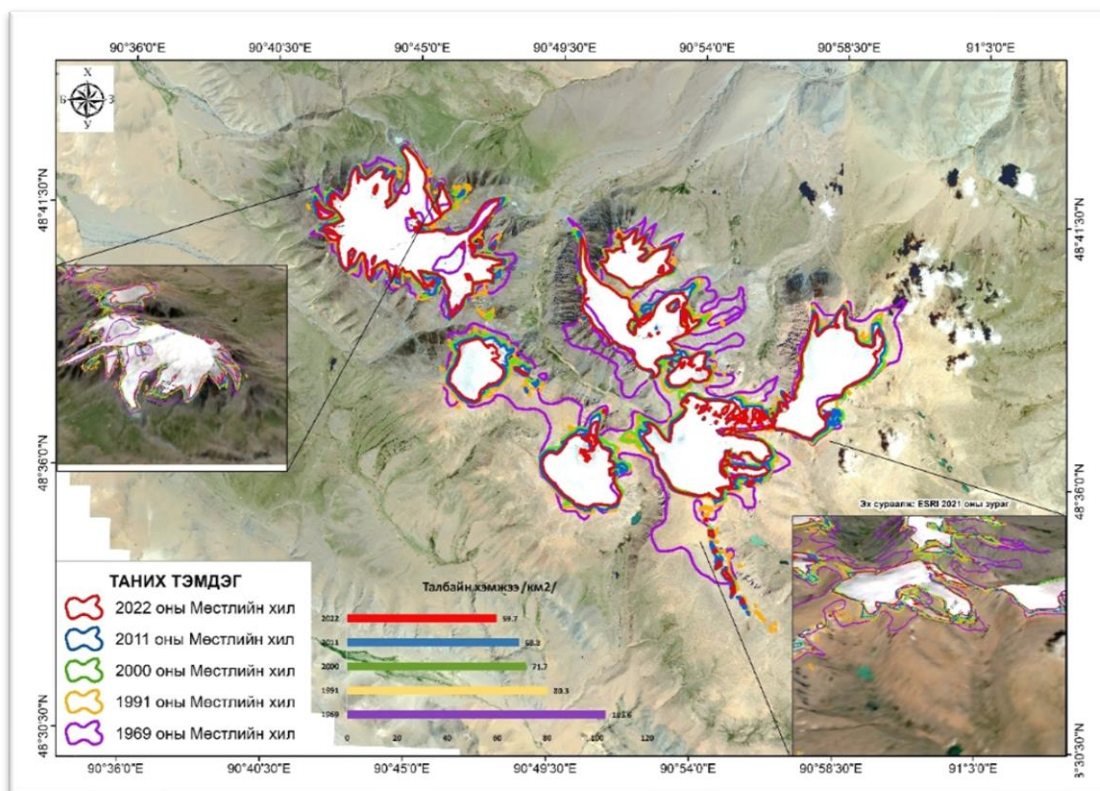 90°36'0"E 90°40'30"E 90°45'0"E 90°49'30"E 90°54'0"E 90°58'30"E 91°3'0"E
Х
Б З
У
48°41'30"N
48°41'30"N
48°36'0"N
48°36'0"N
Эх сурвалж: ESRI 2021 оны зураг
ТАНИХ ТЭМДЭГ
2022 оны Мөстлийн хил
2011 оны Мөстлийн хил
2000 оны Мөстлийн хил
1991 оны Мөстлийн хил
1969 оны Мөстлийн хил
Талбайн хэмжээ /км2/
2022 59.7
2011
2000 71.7
1991 80.3
1969
0 20 40 60 80 100 120
48°30'30"N
90°36'0"E 90°40'30"E 90°45'0"E 90°49'30"E 90°54'0"E 90°58'30"E 91°3'0"E